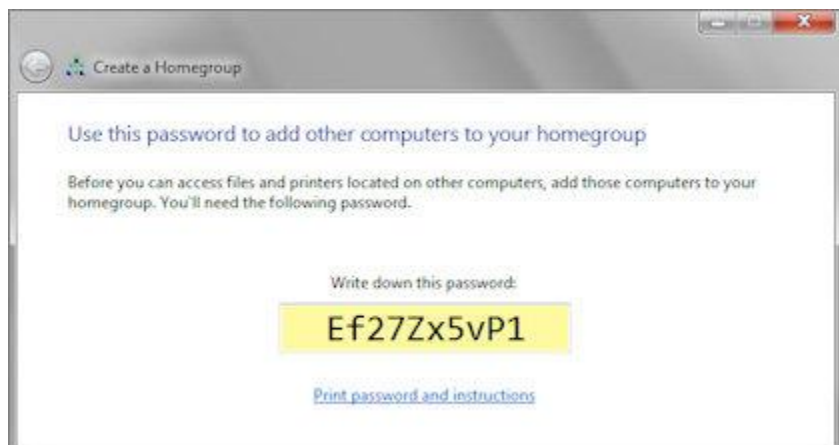 Create a Homegroup
Use this password to add other computers to your homegroup
Before you can access files and printers located on other computers, add those computers to your
homegroup. You'll need the following password.
Write down this password:
Ef27Zx5vP1
Print password and instructions